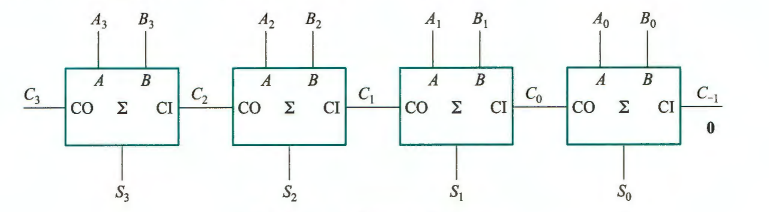 A₃ B₃ A₂ B₂ A₁ B₁ A₀ B₀
A B A B A B A B
C₃ CO Σ CI C₂ CO Σ CI C₁ CO Σ CI C₀ CO Σ CI C₋₁
0
S₃ S₂ S₁ S₀